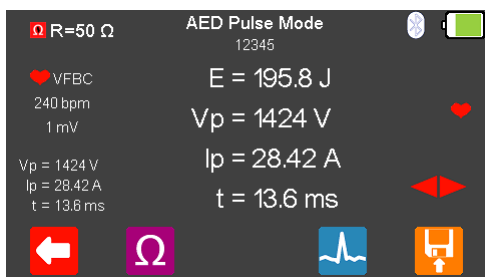 Ω R=50 Ω
AED Pulse Mode
12345
VFBC
240 bpm
1 mV
Vp = 1424 V
Ip = 28.42 A
t = 13.6 ms
E = 195.8 J
Vp = 1424 V
Ip = 28.42 A
t = 13.6 ms
Ω